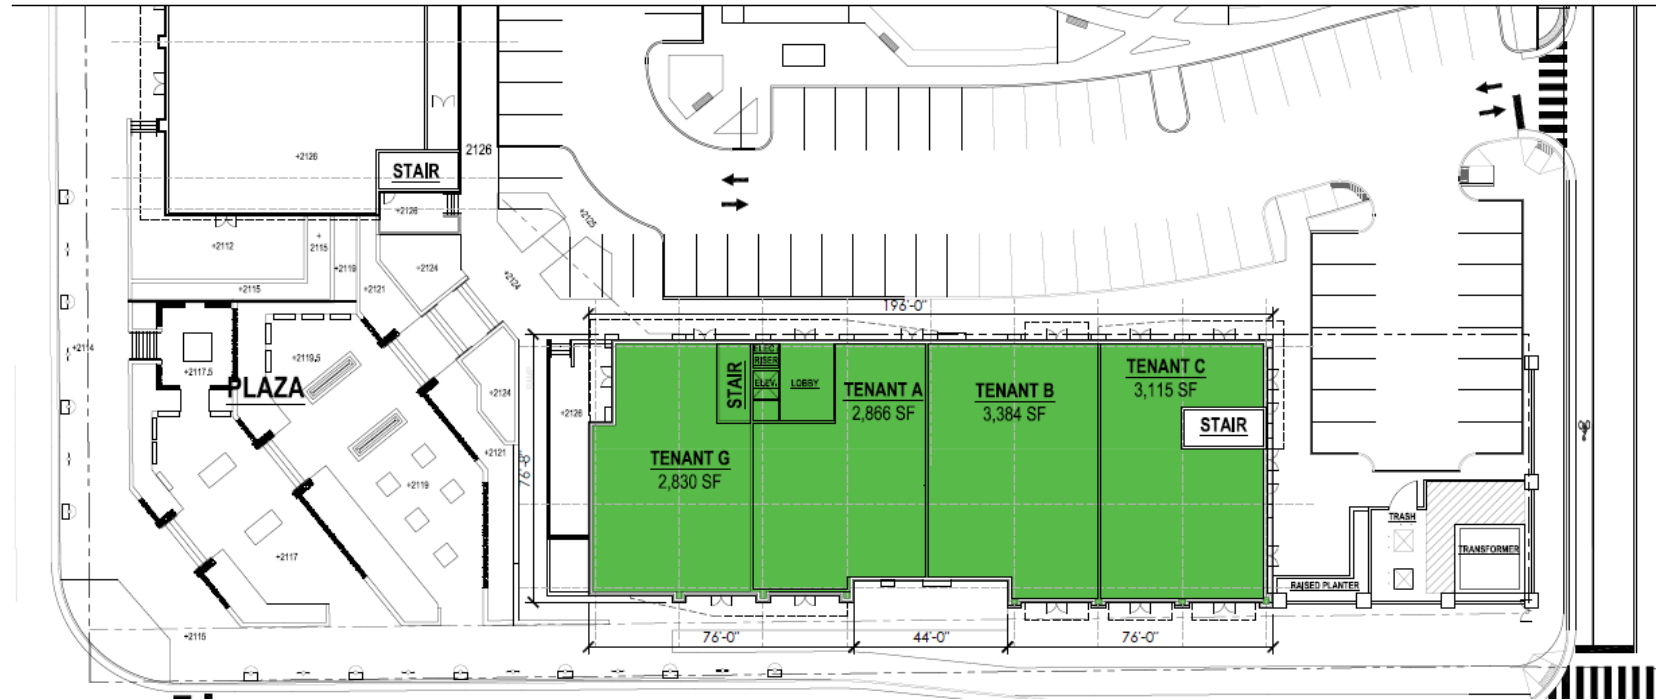 +2126
STAIR
2126
+2126
+2125
+2112
+
2115
+2119
+2124
+2124
+2115
+2121
196'-0"
+2114
+2117.5
+2119.5
PLAZA
+2124
+2126
+2121
76'-8"
STAIR
ELEC.
RISER
ELEV.
LOBBY
TENANT A
2,866 SF
TENANT B
3,384 SF
TENANT C
3,115 SF
STAIR
TENANT G
2,830 SF
+2119
+2117
TRASH
TRANSFORMER
RAISED PLANTER
+2115
76'-0"
44'-0"
76'-0"